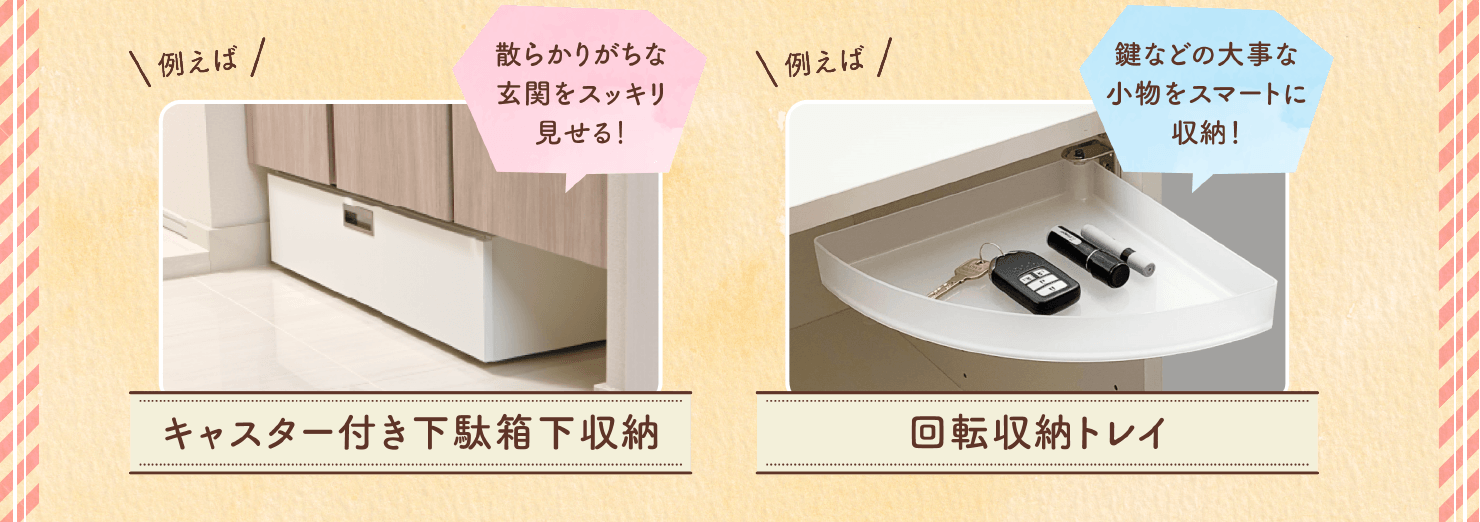 例えば
散らかりがちな
玄関をスッキリ
見せる!
キャスター付き下駄箱下収納
例えば
鍵などの大事な
小物をスマートに
収納!
回転収納トレイ